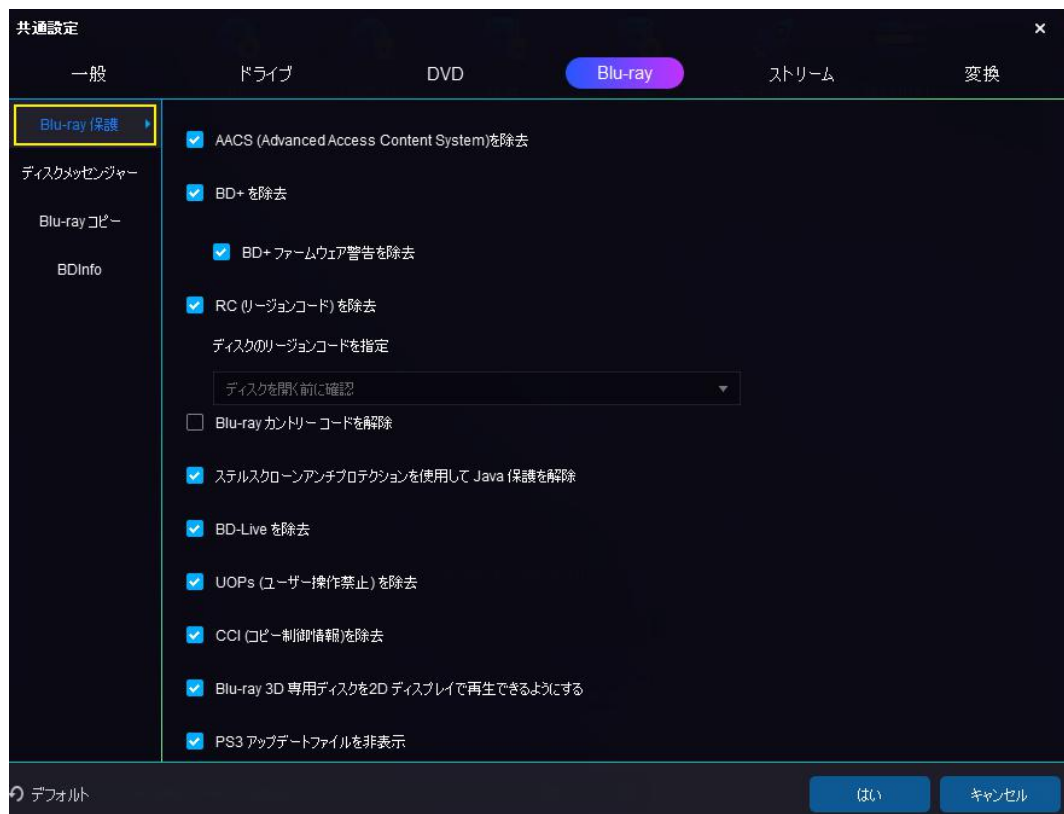 共通設定
×
一般 ドライブ DVD Blu-ray ストリーム 変換
Blu-ray 保護
ディスクメッセンジャー
Blu-ray コピー
BDInfo
AACS (Advanced Access Content System)を除去
BD+ を除去
BD+ ファームウェア警告を除去
RC (リージョンコード) を除去
ディスクのリージョンコードを指定
ディスクを開く前に確認
Blu-ray カントリー コードを解除
ステルスクローンアンチプロテクションを使用して Java 保護を解除
BD-Live を除去
UOPs (ユーザー操作禁止) を除去
CCI (コピー制御情報)を除去
Blu-ray 3D 専用ディスクを2D ディスプレイで再生できるようにする
PS3 アップデートファイルを非表示
デフォルト はい キャンセル